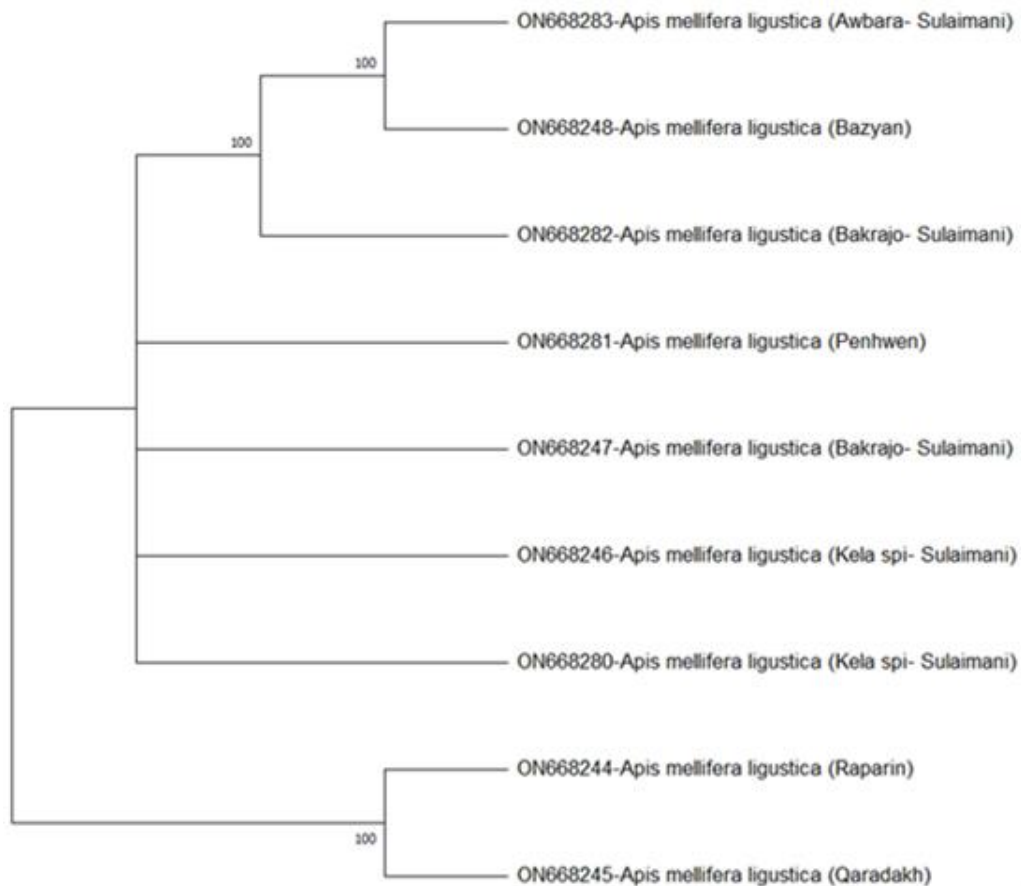 ON668283-Apis mellifera ligustica (Awbara- Sulaimani)
100
ON668248-Apis mellifera ligustica (Bazyan)
100
ON668282-Apis mellifera ligustica (Bakrajo- Sulaimani)
ON668281-Apis mellifera ligustica (Penhwen)
ON668247-Apis mellifera ligustica (Bakrajo- Sulaimani)
ON668246-Apis mellifera ligustica (Kela spi- Sulaimani)
ON668280-Apis mellifera ligustica (Kela spi- Sulaimani)
ON668244-Apis mellifera ligustica (Raparin)
100
ON668245-Apis mellifera ligustica (Qaradakh)